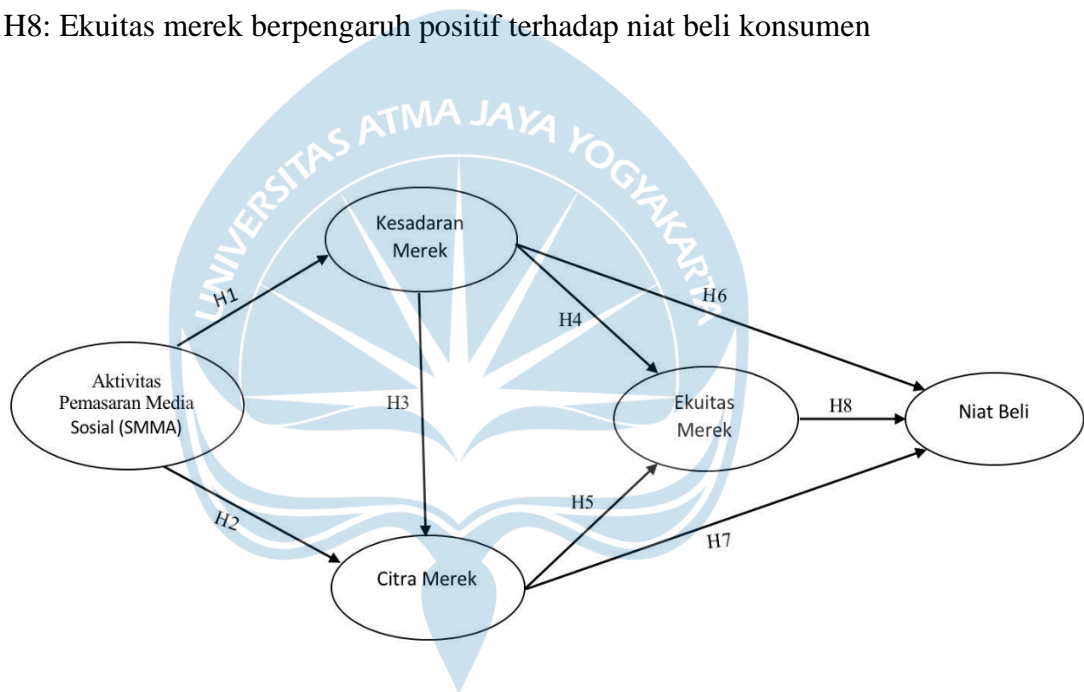 H8: Ekuitas merek berpengaruh positif terhadap niat beli konsumen
UNIVERSITAS ATMA JAYA YOGYAKARTA
Kesadaran
Merek
H1
H6
H4
Aktivitas
Pemasaran Media
Sosial (SMMA)
H3
Ekuitas
Merek
H8
Niat Beli
H2
H5
H7
Citra Merek